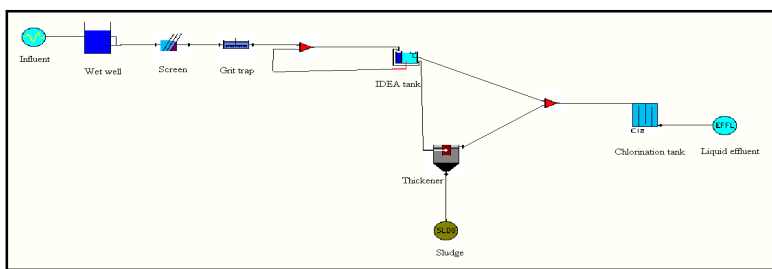 Influent
Wet well
Screen
Grit trap
IDEA tank
Thickener
SLDG
Sludge
Cl2
Chlorination tank
EFFL
Liquid effluent